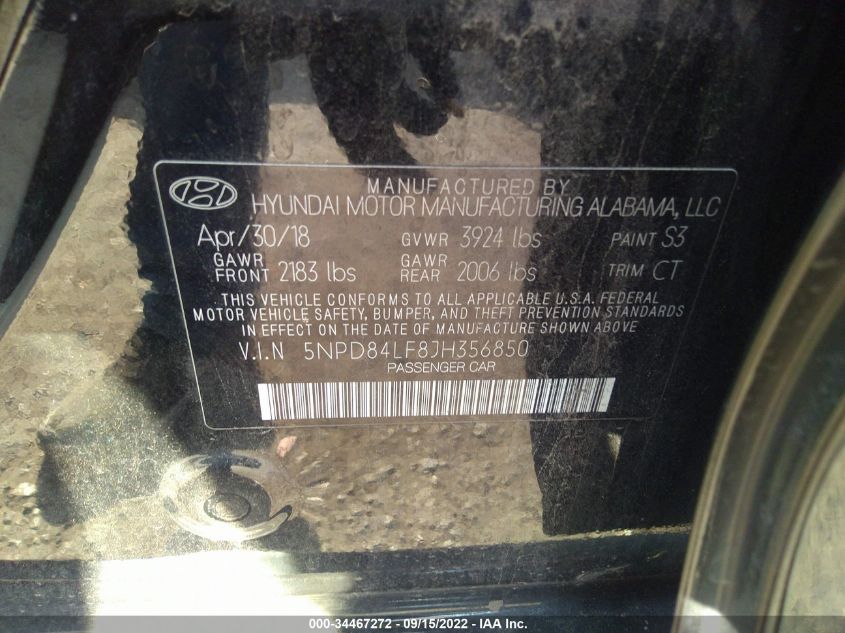 MANUFACTURED BY
HYUNDAI MOTOR MANUFACTURING ALABAMA, LLC
Apr/30/18 GVWR 3924 lbs PAINT S3
GAWR FRONT 2183 lbs GAWR REAR 2006 lbs TRIM CT
THIS VEHICLE CONFORMS TO ALL APPLICABLE U.S.A. FEDERAL
MOTOR VEHICLE SAFETY, BUMPER, AND THEFT PREVENTION STANDARDS
IN EFFECT ON THE DATE OF MANUFACTURE SHOWN ABOVE
V.I.N 5NPD84LF8JH356850
PASSENGER CAR
000-34467272 - 09/15/2022 - IAA Inc.